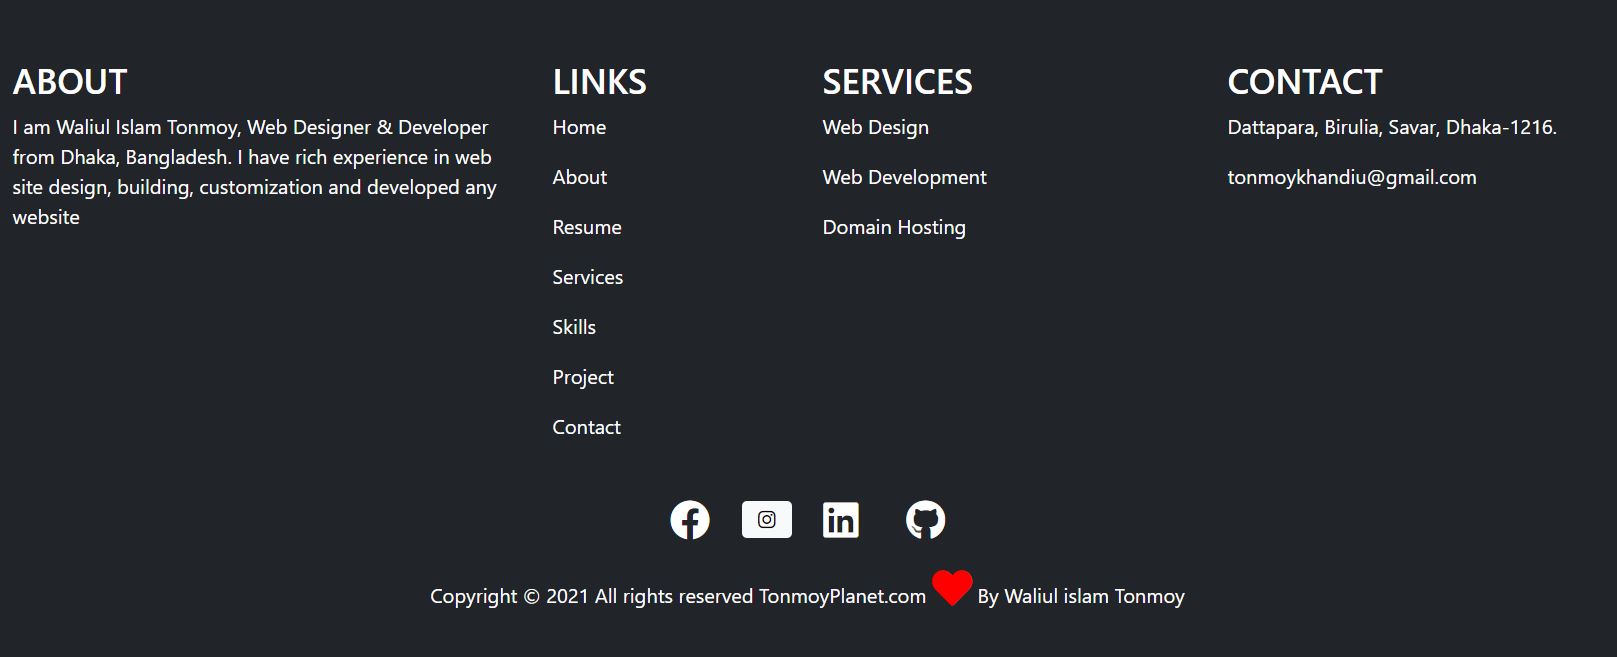 ABOUT
I am Waliul Islam Tonmoy, Web Designer & Developer
from Dhaka, Bangladesh. I have rich experience in web
site design, building, customization and developed any
website
LINKS
Home
About
Resume
Services
Skills
Project
Contact
SERVICES
Web Design
Web Development
Domain Hosting
CONTACT
Dattapara, Birulia, Savar, Dhaka-1216.
tonmoykhandiu@gmail.com
in
Copyright © 2021 All rights reserved TonmoyPlanet.com By Waliul islam Tonmoy